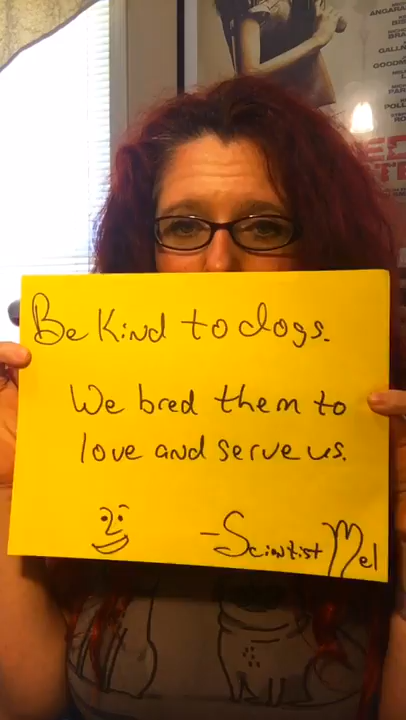 Be Kind to dogs.
We bred them to
love and serve us.
-Scientist Mel